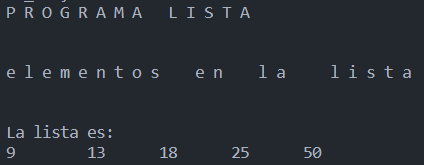 P R O G R A M A   L I S T A
e l e m e n t o s   e n   l a   l i s t a
La lista es:
9 13 18 25 50